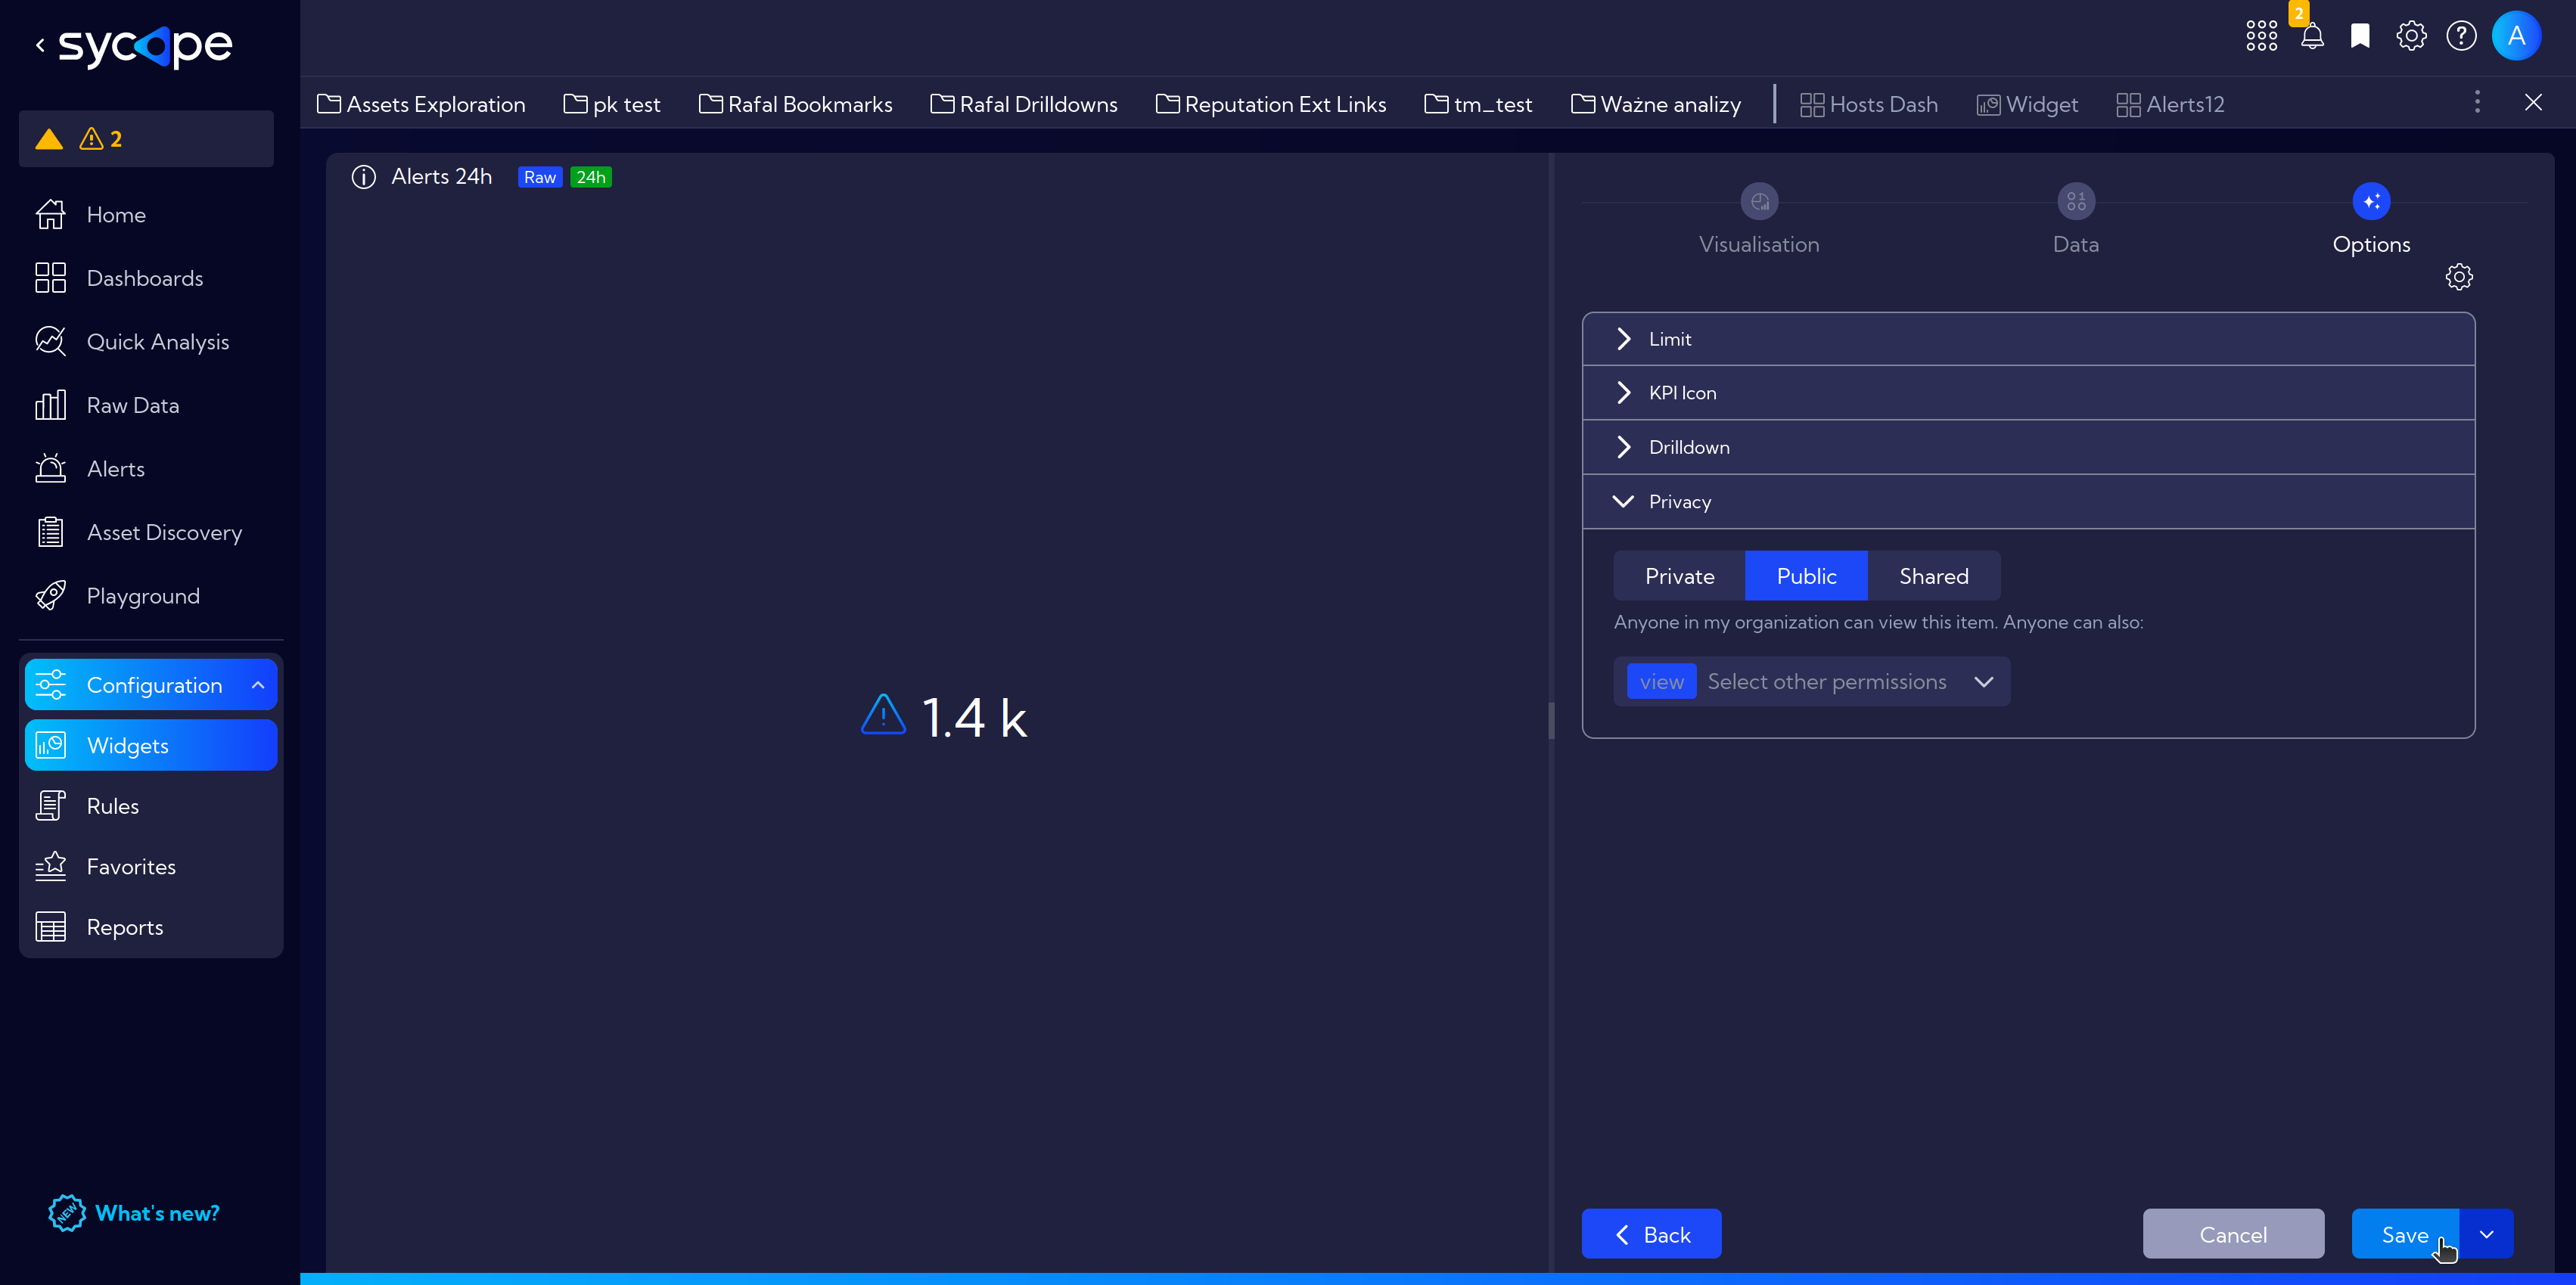 sycope
2
A
Assets Exploration pk test Rafal Bookmarks Rafal Drilldowns Reputation Ext Links tm_test Ważne analizy Hosts Dash Widget Alerts12
2
Home
Dashboards
Quick Analysis
Raw Data
Alerts
Asset Discovery
Playground
Configuration
Widgets
Rules
Favorites
Reports
NEW What's new?
Alerts 24h Raw 24h
1.4 k
Visualisation Data Options
Limit
KPI Icon
Drilldown
Privacy
Private Public Shared
Anyone in my organization can view this item. Anyone can also:
view Select other permissions
Back Cancel Save